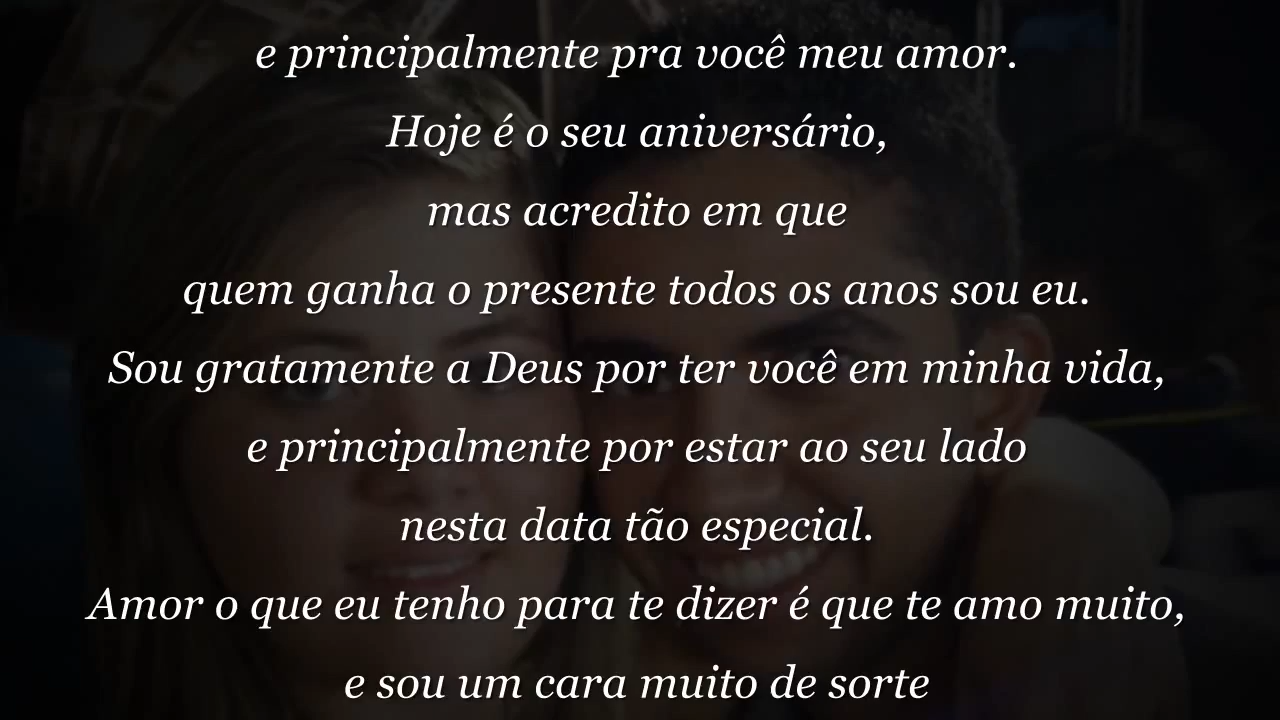 e principalmente pra você meu amor.
Hoje é o seu aniversário,
mas acredito em que
quem ganha o presente todos os anos sou eu.
Sou gratamente a Deus por ter você em minha vida,
e principalmente por estar ao seu lado
nesta data tão especial.
Amor o que eu tenho para te dizer é que te amo muito,
e sou um cara muito de sorte